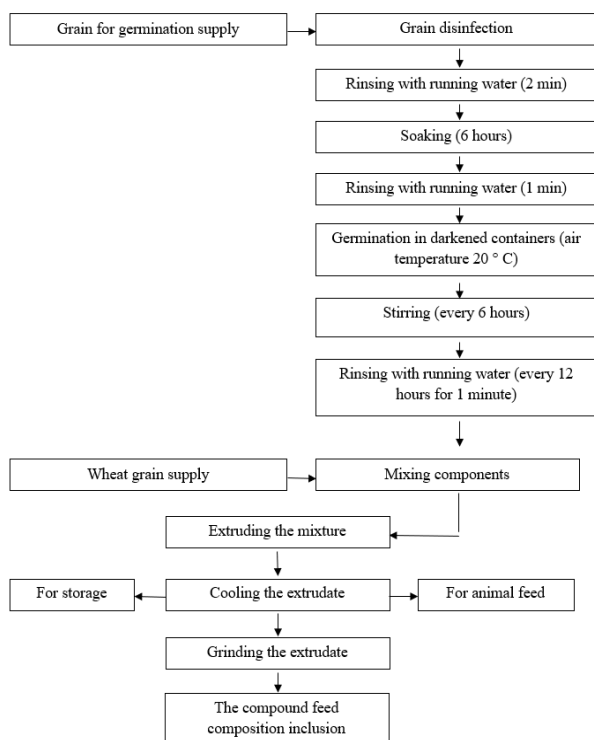 Grain for germination supply
Grain disinfection
Rinsing with running water (2 min)
Soaking (6 hours)
Rinsing with running water (1 min)
Germination in darkened containers (air
temperature 20 ° C)
Stirring (every 6 hours)
Rinsing with running water (every 12
hours for 1 minute)
Wheat grain supply
Mixing components
Extruding the mixture
For storage
Cooling the extrudate
For animal feed
Grinding the extrudate
The compound feed
composition inclusion